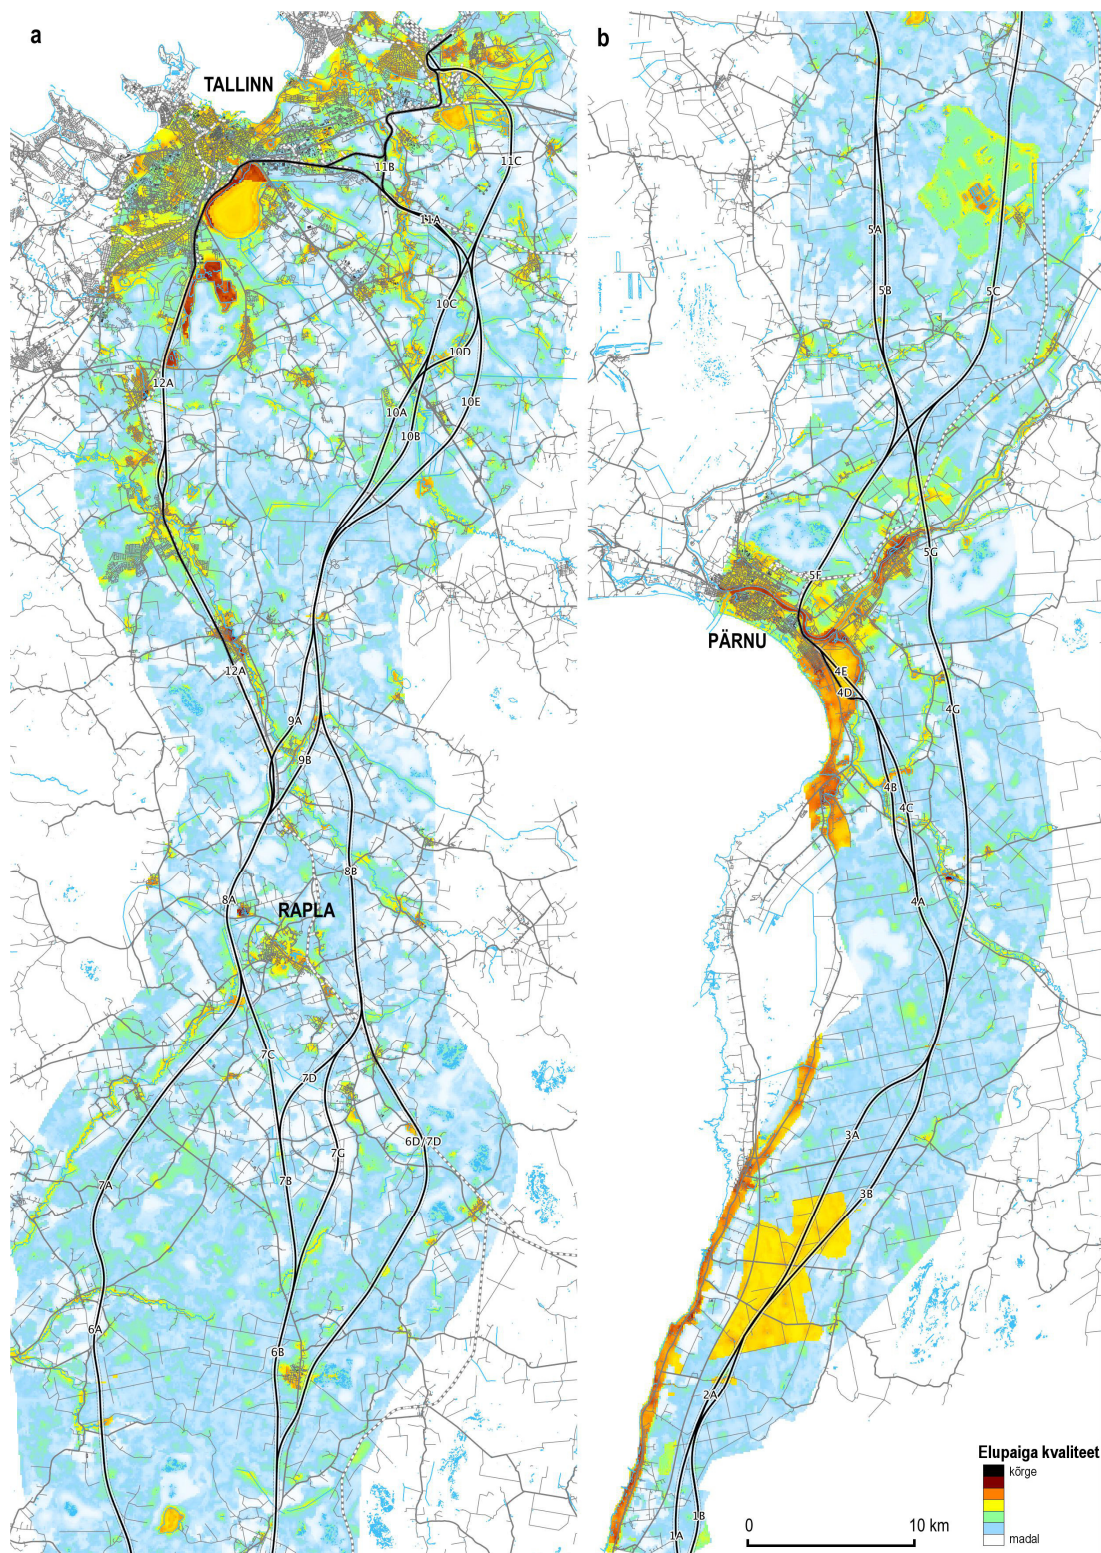 a
TALLINN
11B
11C
11A
10C
10D
12A
10A
10E
10B
12A
9A
9B
8B
8A
RAPLA
7C
7D
6D/7D
7G
7A
7B
6A
6B
b
5A
5B
5C
5G
5F
PÄRNU
4E
4D
4G
4B
4C
4A
3A
3B
2A
1B
1A
Elupaiga kvaliteet
kõrge
madal
0
10 km